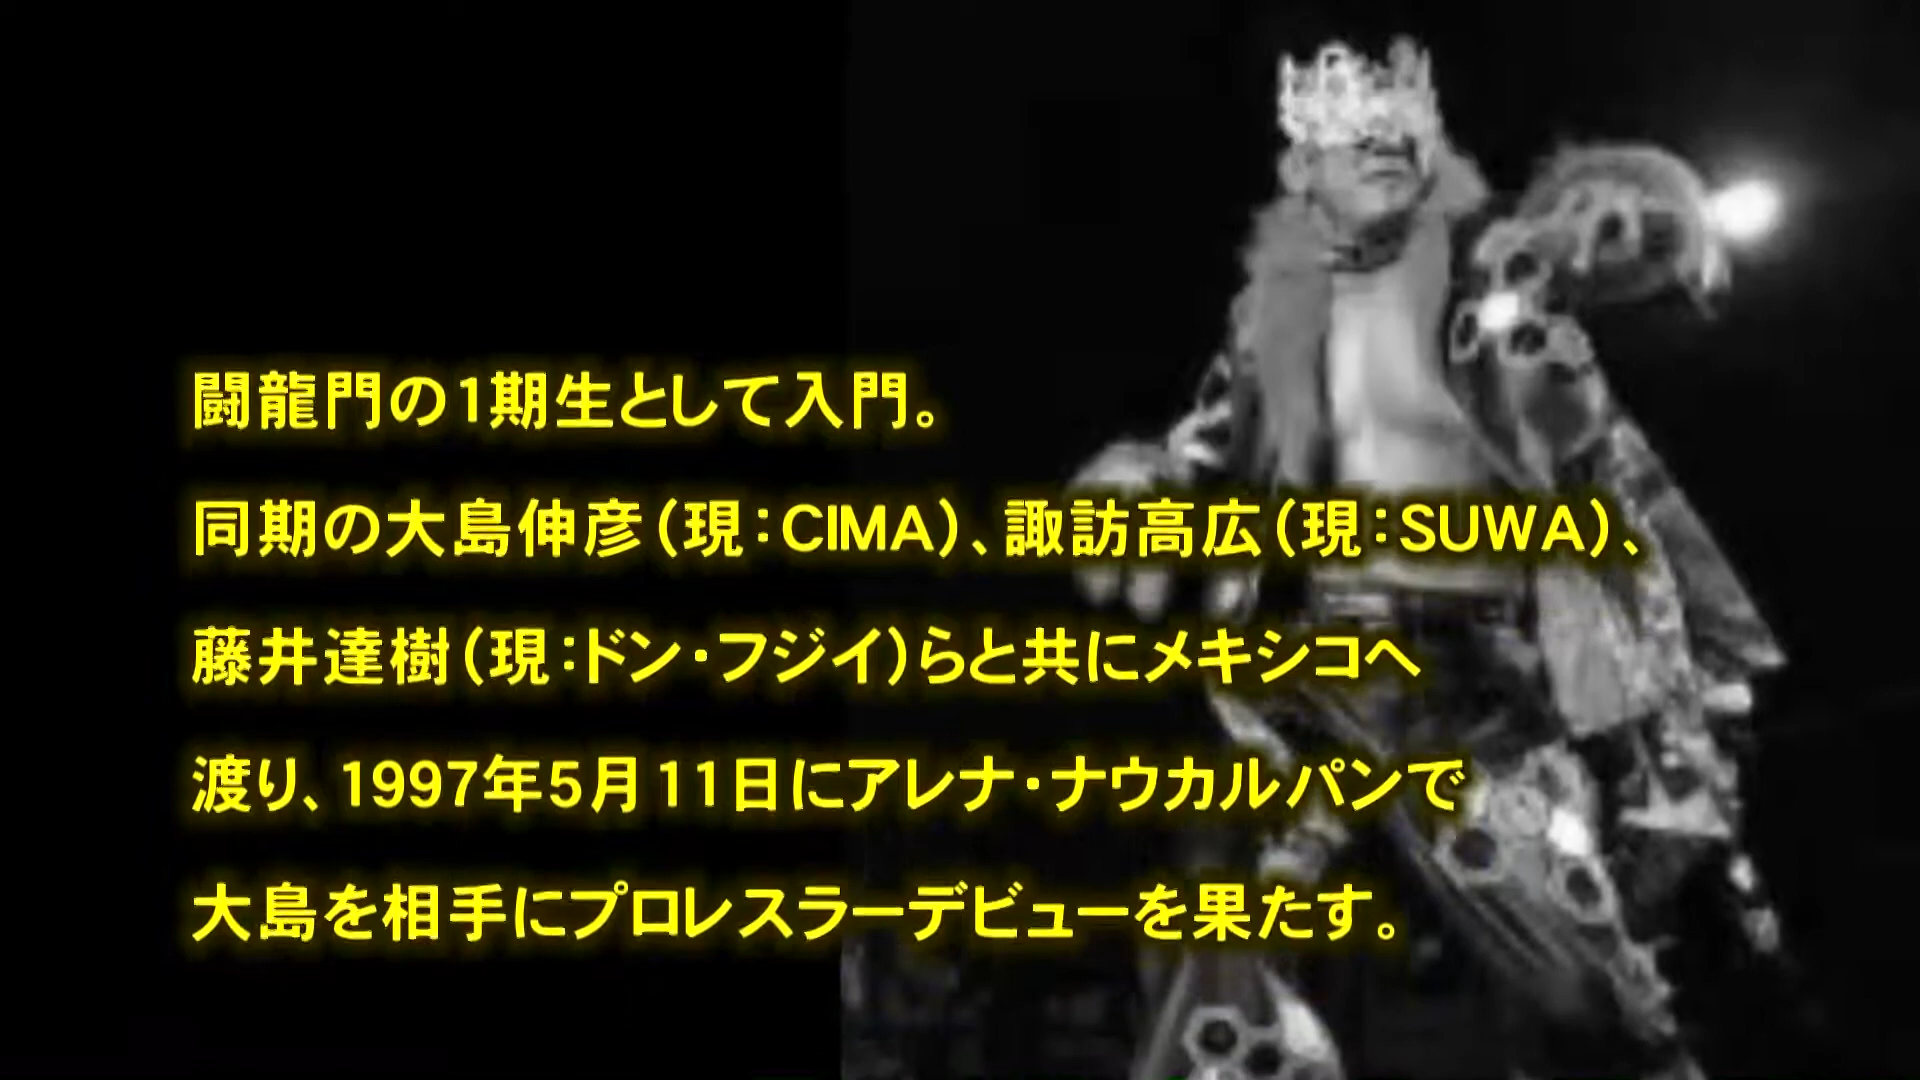 闘龍門の1期生として入門。
同期の大島伸彦(現:CIMA)、諏訪高広(現:SUWA)、
藤井達樹(現:ドン・フジイ)らと共にメキシコへ
渡り、1997年5月11日にアレナ・ナウカルパンで
大島を相手にプロレスラーデビューを果たす。